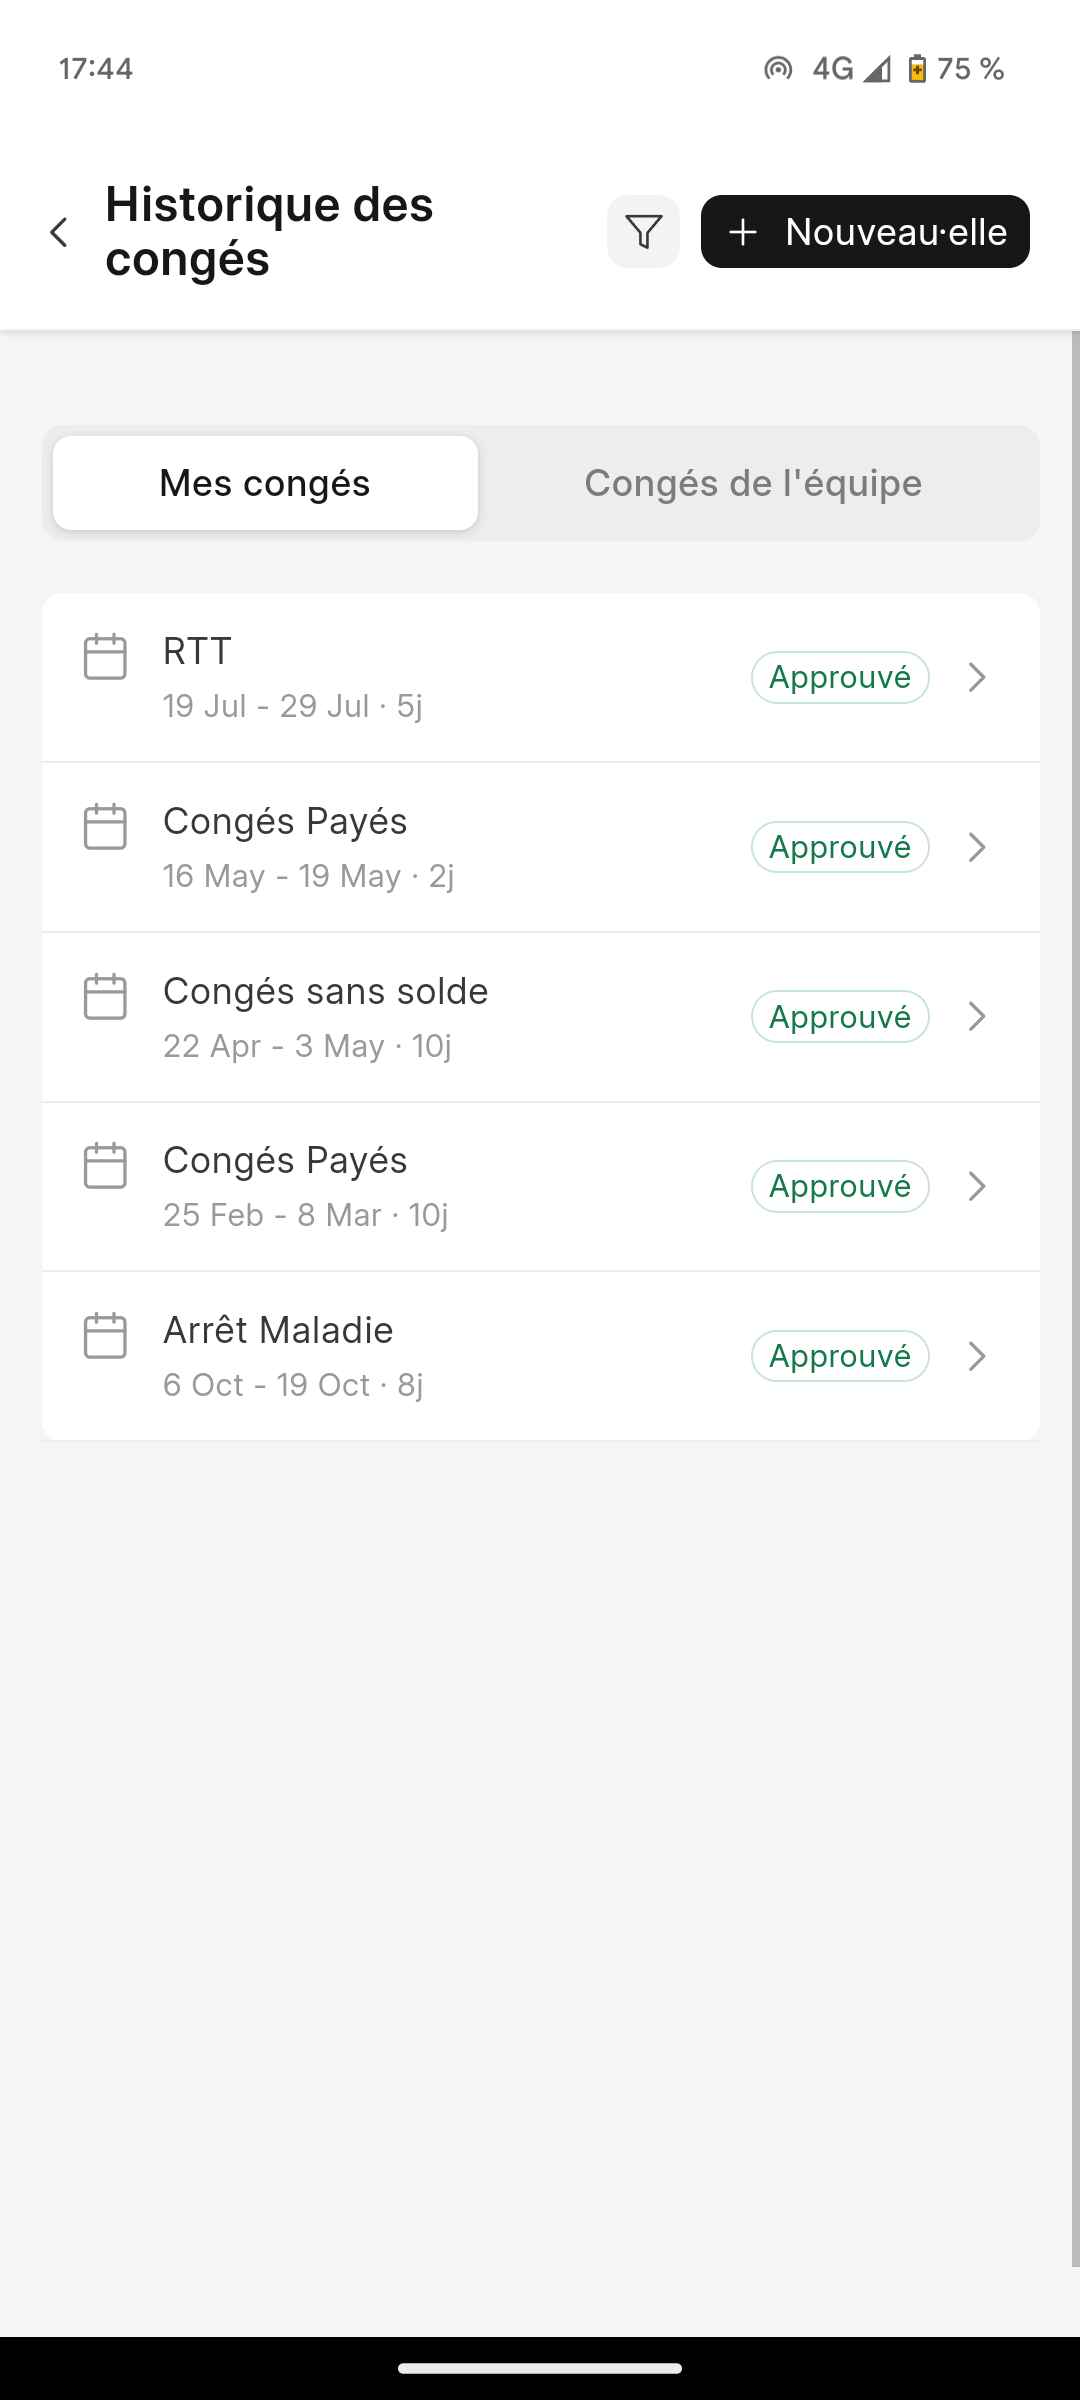 17:44
4G 75 %
Historique des
congés
Nouveau·elle
Mes congés
Congés de l'équipe
RTT
19 Jul - 29 Jul · 5j
Approuvé
Congés Payés
16 May - 19 May · 2j
Approuvé
Congés sans solde
22 Apr - 3 May · 10j
Approuvé
Congés Payés
25 Feb - 8 Mar · 10j
Approuvé
Arrêt Maladie
6 Oct - 19 Oct · 8j
Approuvé